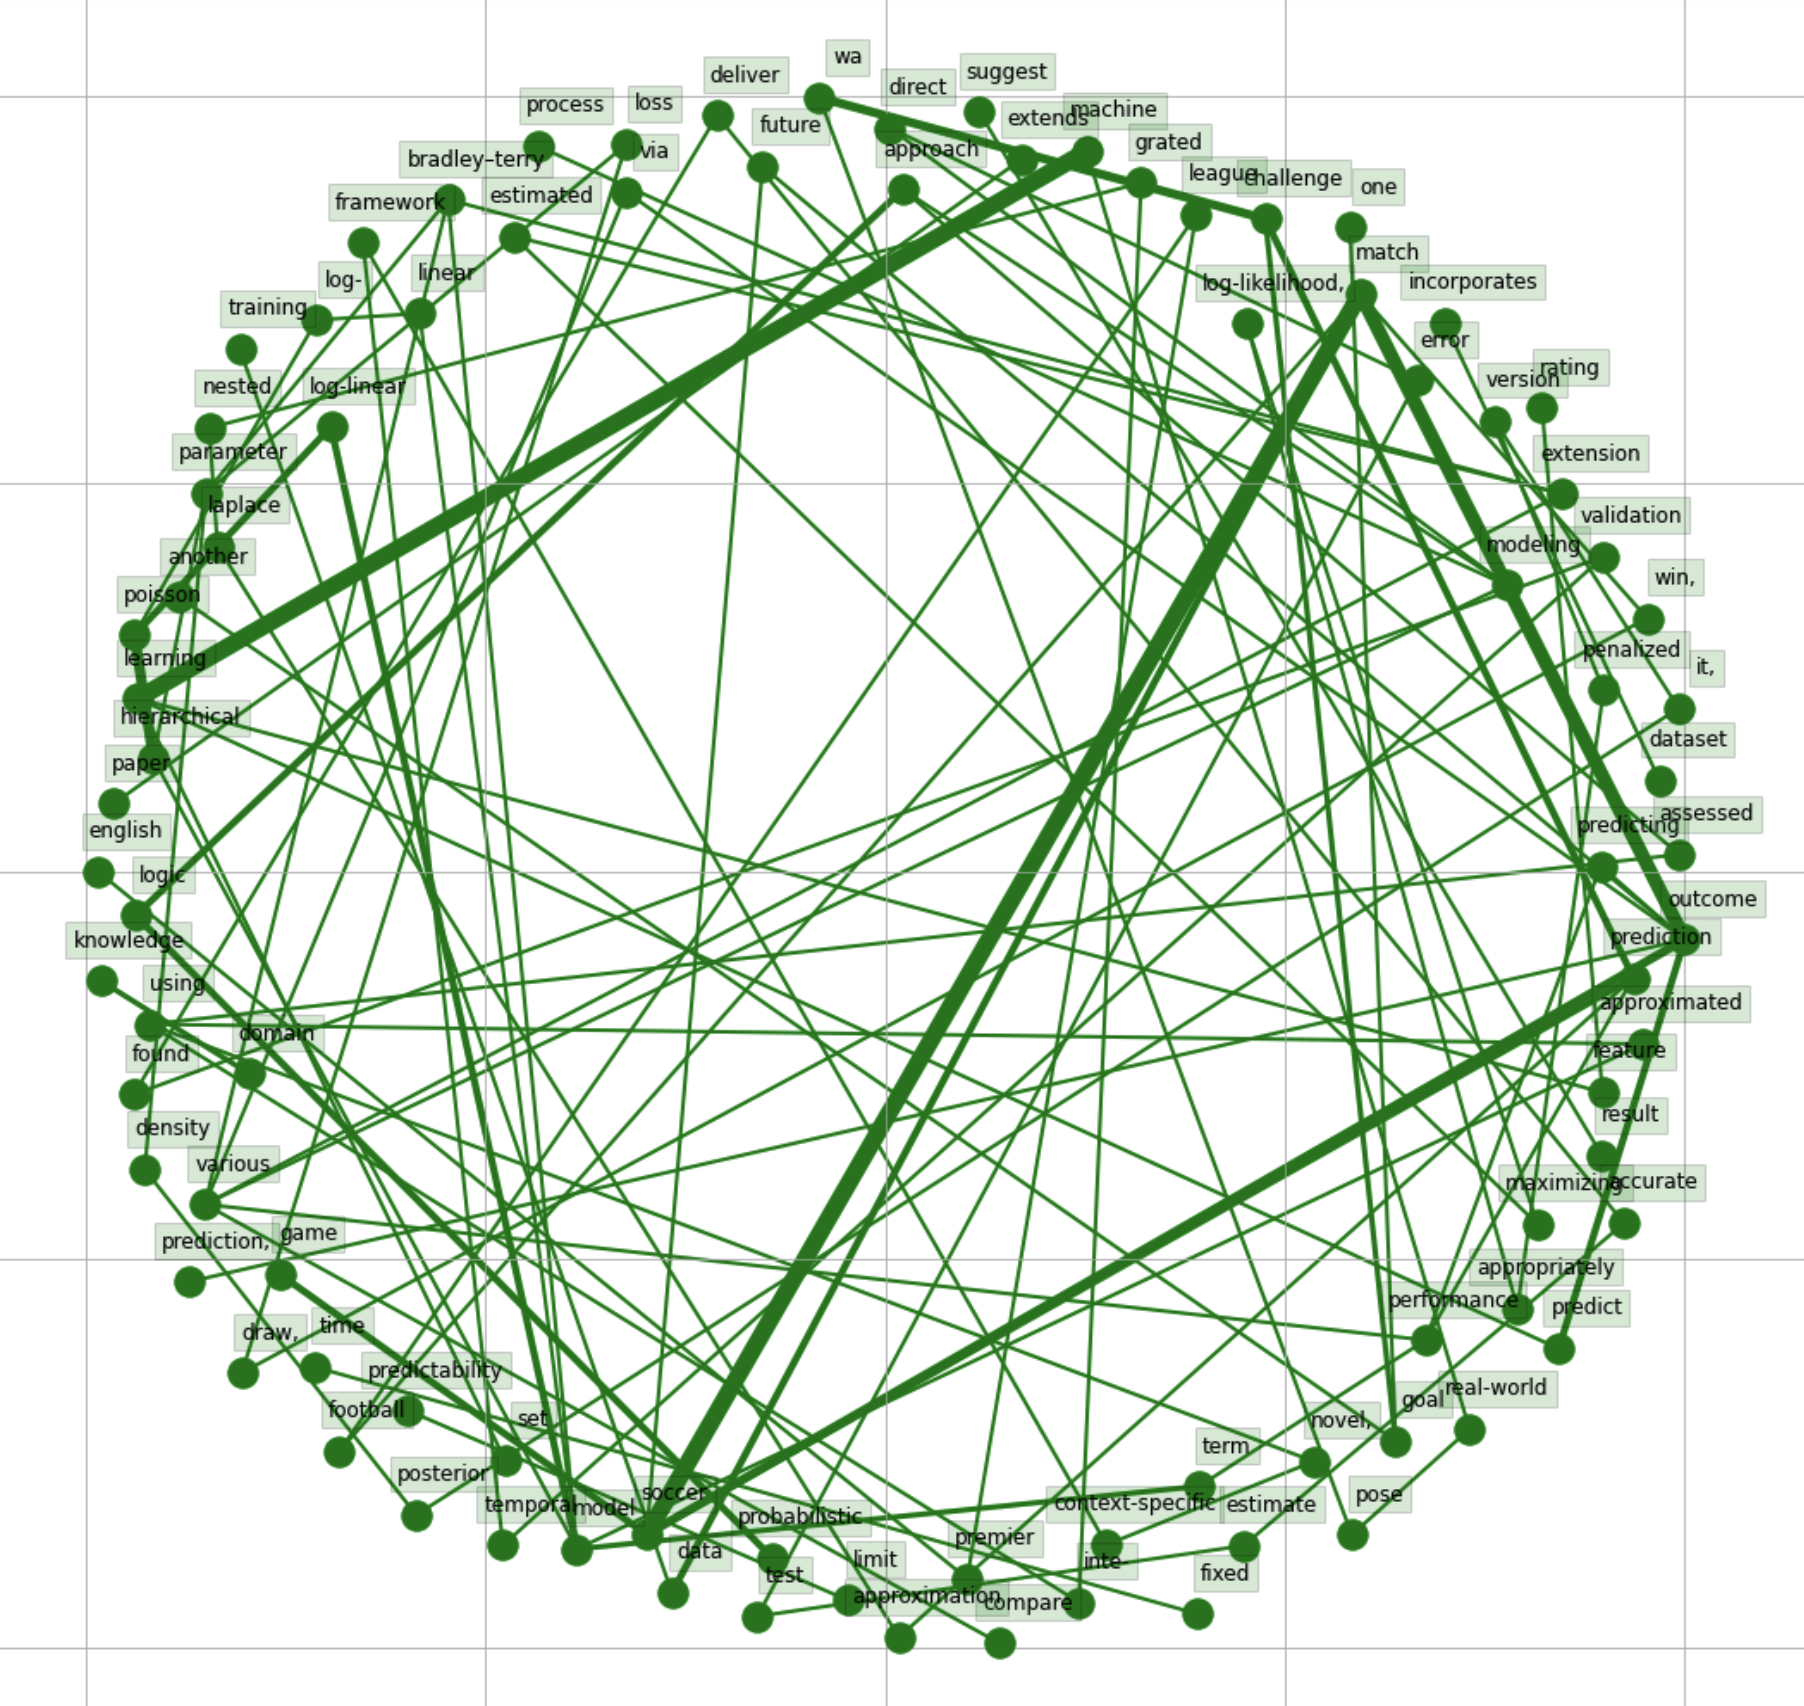 wa
deliver
suggest
direct
process
loss
machine
extends
future
grated
approach
via
bradley–terry
league
challenge
one
estimated
framework
match
linear
log-
log-likelihood,
incorporates
training
error
rating
version
nested
log-linear
parameter
extension
laplace
validation
another
modeling
win,
poisson
learning
penalized
it,
hierarchical
dataset
paper
assessed
predicting
english
logic
outcome
knowledge
prediction
using
approximated
domain
found
feature
result
density
various
maximizing
accurate
game
prediction,
appropriately
performance
predict
time
draw,
predictability
real-world
goal
football
set
novel,
term
posterior
soccer
pose
temporal
model
context-specific
estimate
probabilistic
premier
data
limit
inte-
test
fixed
approximation
compare